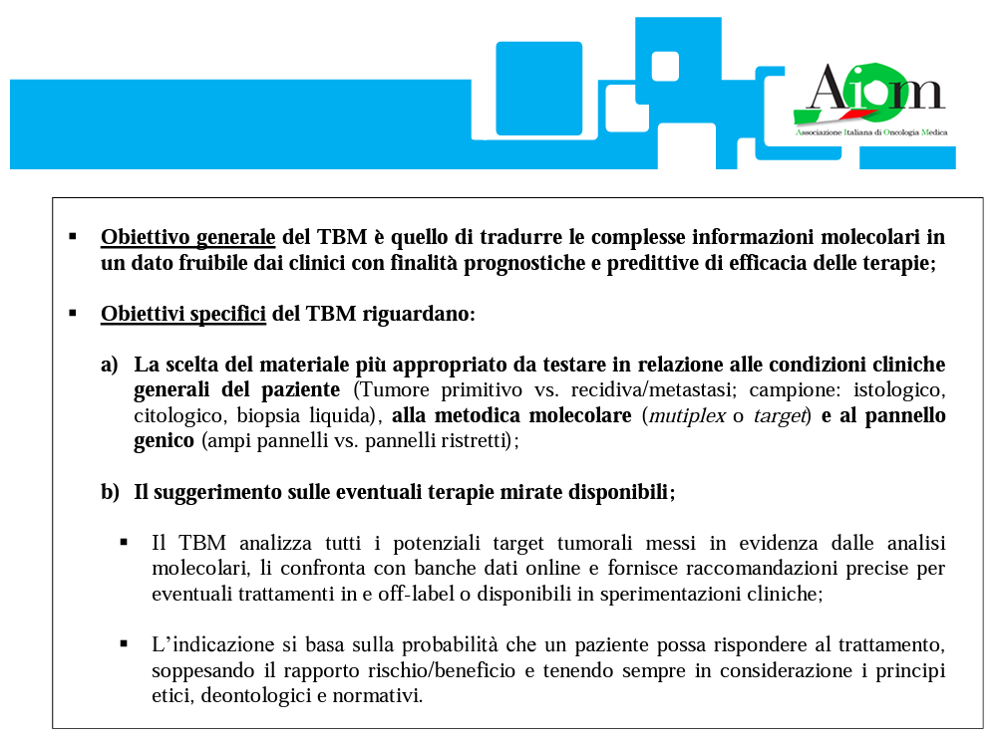 Aiom
Associazione Italiana di Oncologia Medica
▪ Obiettivo generale del TBM è quello di tradurre le complesse informazioni molecolari in
un dato fruibile dai clinici con finalità prognostiche e predittive di efficacia delle terapie;
▪ Obiettivi specifici del TBM riguardano:
a) La scelta del materiale più appropriato da testare in relazione alle condizioni cliniche
generali del paziente (Tumore primitivo vs. recidiva/metastasi; campione: istologico,
citologico, biopsia liquida), alla metodica molecolare (mutiplex o target) e al pannello
genico (ampi pannelli vs. pannelli ristretti);
b) Il suggerimento sulle eventuali terapie mirate disponibili;
▪ Il TBM analizza tutti i potenziali target tumorali messi in evidenza dalle analisi
molecolari, li confronta con banche dati online e fornisce raccomandazioni precise per
eventuali trattamenti in e off-label o disponibili in sperimentazioni cliniche;
▪ L'indicazione si basa sulla probabilità che un paziente possa rispondere al trattamento,
soppesando il rapporto rischio/beneficio e tenendo sempre in considerazione i principi
etici, deontologici e normativi.